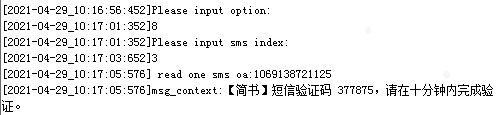 [2021-04-29_10:16:56:452]Please input option:
[2021-04-29_10:17:01:352]8
[2021-04-29_10:17:01:352]Please input sms index:
[2021-04-29_10:17:03:652]3
[2021-04-29_10:17:05:576] read one sms oa:1069138721125
[2021-04-29_10:17:05:576]msg_context:【简书】短信验证码 377875，请在十分钟内完成验
证。